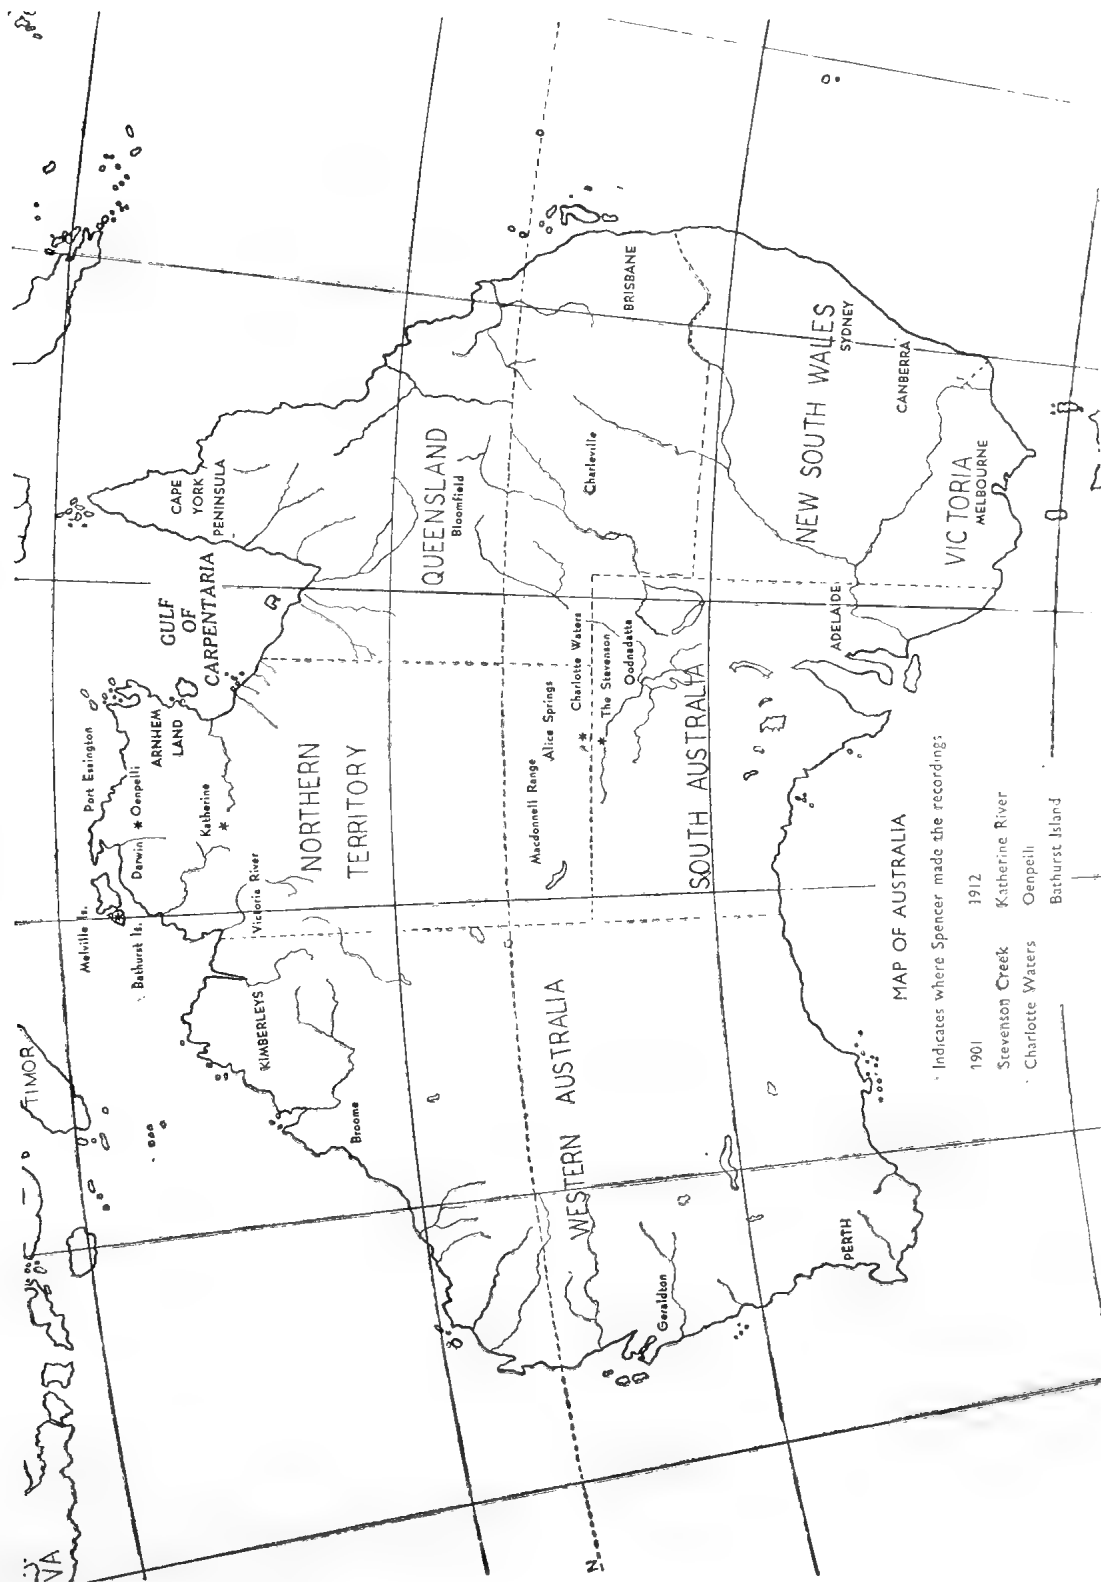 TIMOR
VA
Melville Is.
Bathurst Is.
Port Essington
Darwin
* Oenpelli
ARNHEM
LAND
Katherine
*
Victoria River
GULF
OF
CARPENTARIA
CAPE
YORK
PENINSULA
KIMBERLEYS
Broome
NORTHERN
TERRITORY
QUEENSLAND
Bloomfield
Charleville
BRISBANE
Macdonnell Range
Alice Springs
Charlotte Waters
**
The Stevenson
*
Oodnadatta
WESTERN AUSTRALIA
Geraldton
PERTH
SOUTH AUSTRALIA
ADELAIDE
NEW SOUTH WALES
SYDNEY
CANBERRA
VICTORIA
MELBOURNE
N
MAP OF AUSTRALIA
· Indicates where Spencer made the recordings
1901 1912
Stevenson Creek Katherine River
· Charlotte Waters Oenpelli
Bathurst Island